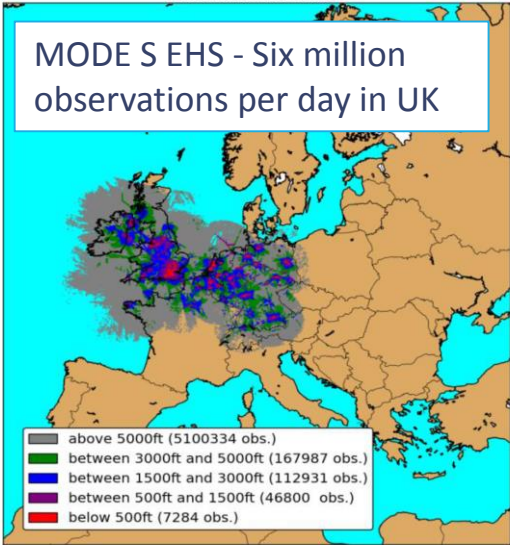 MODE S EHS - Six million
observations per day in UK
above 5000ft (5100334 obs.)
between 3000ft and 5000ft (167987 obs.)
between 1500ft and 3000ft (112931 obs.)
between 500ft and 1500ft (46800  obs.)
below 500ft (7284 obs.)